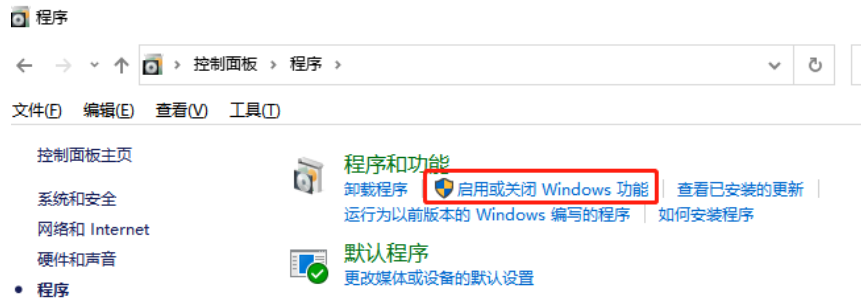 程序
控制面板 › 程序 ›
文件(F) 编辑(E) 查看(V) 工具(T)
控制面板主页
系统和安全
网络和 Internet
硬件和声音
• 程序
程序和功能
卸载程序 启用或关闭 Windows 功能 查看已安装的更新
运行为以前版本的 Windows 编写的程序 如何安装程序
默认程序
更改媒体或设备的默认设置